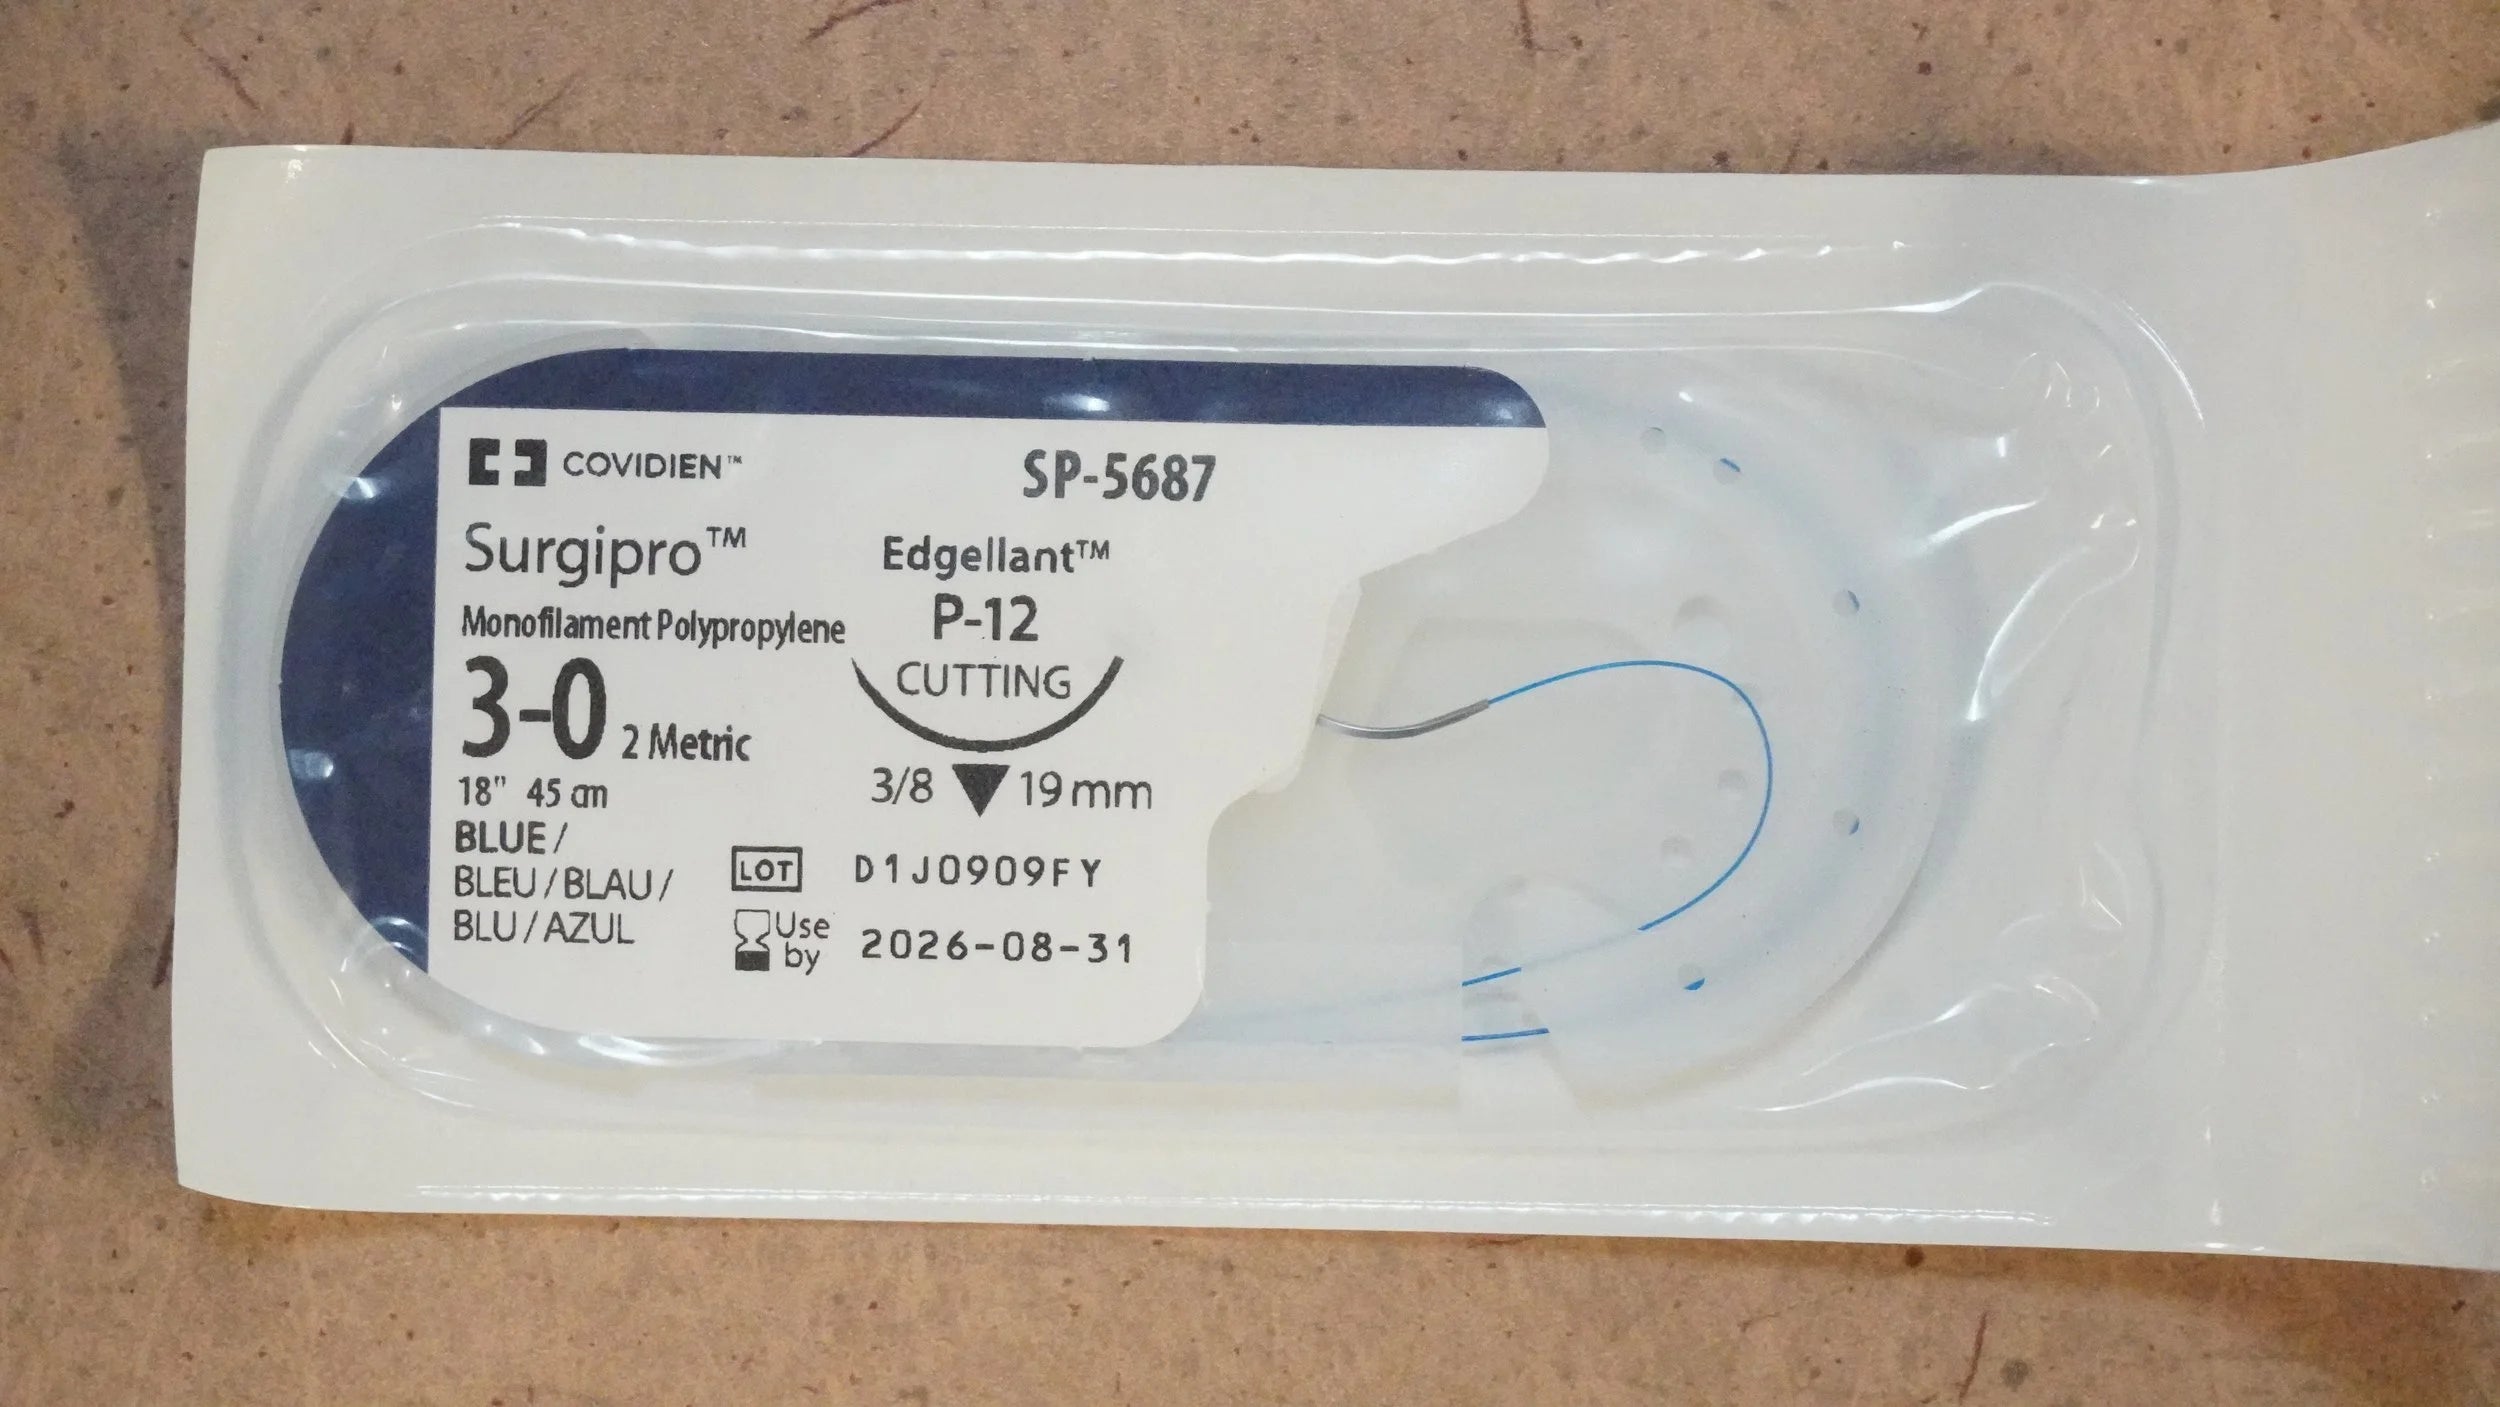 COVIDIEN™
SP-5687
Surgipro™
Monofilament Polypropylene
3-0 2 Metric
18" 45 cm
BLUE/
BLEU/BLAU/
BLU/AZUL
Edgellant™
P-12
CUTTING
3/8 19 mm
LOT D1J0909FY
Use by 2026-08-31